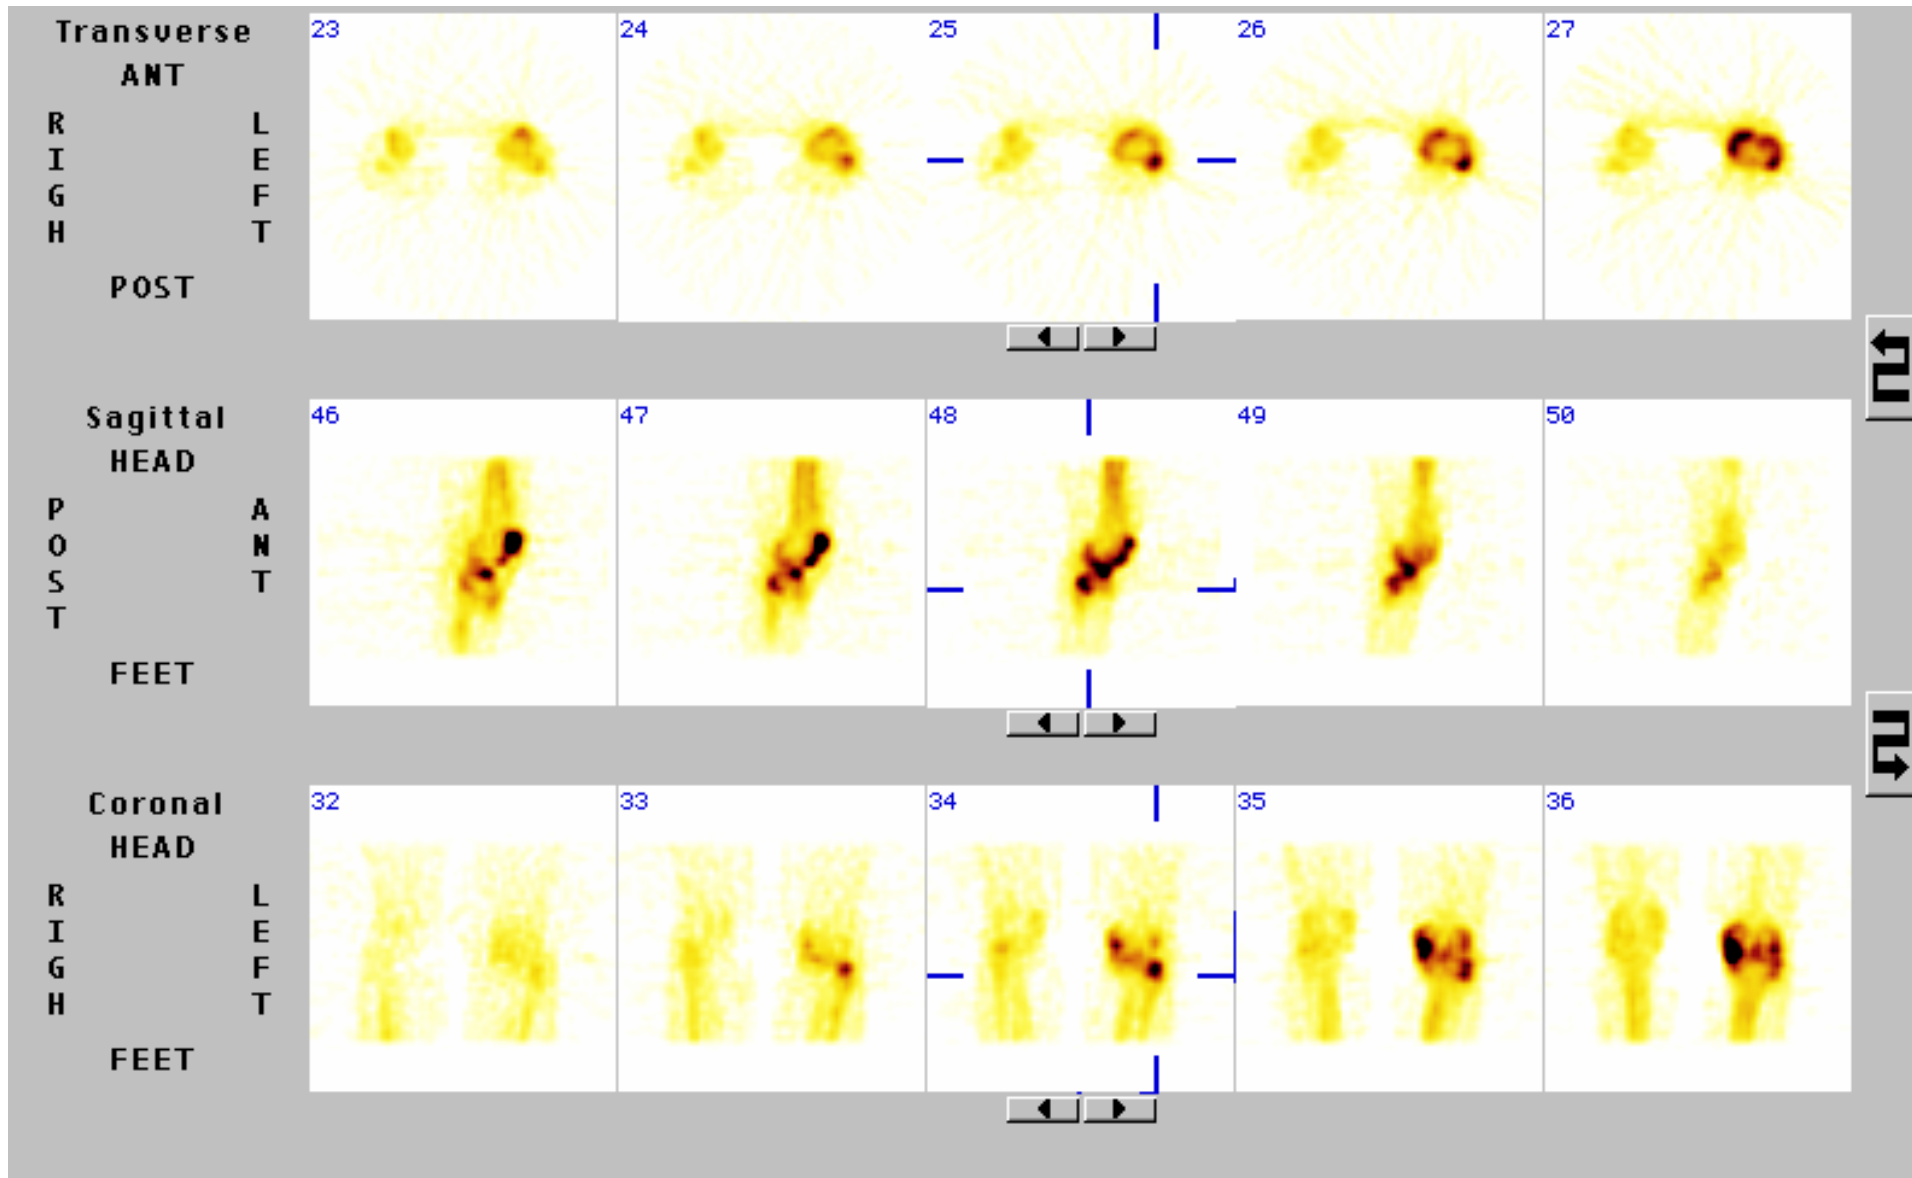 Transverse
ANT
R L
I E
G F
H T
POST
23 24 25 26 27
Sagittal
HEAD
P A
O N
S T
T
FEET
46 47 48 49 50
Coronal
HEAD
R L
I E
G F
H T
FEET
32 33 34 35 36